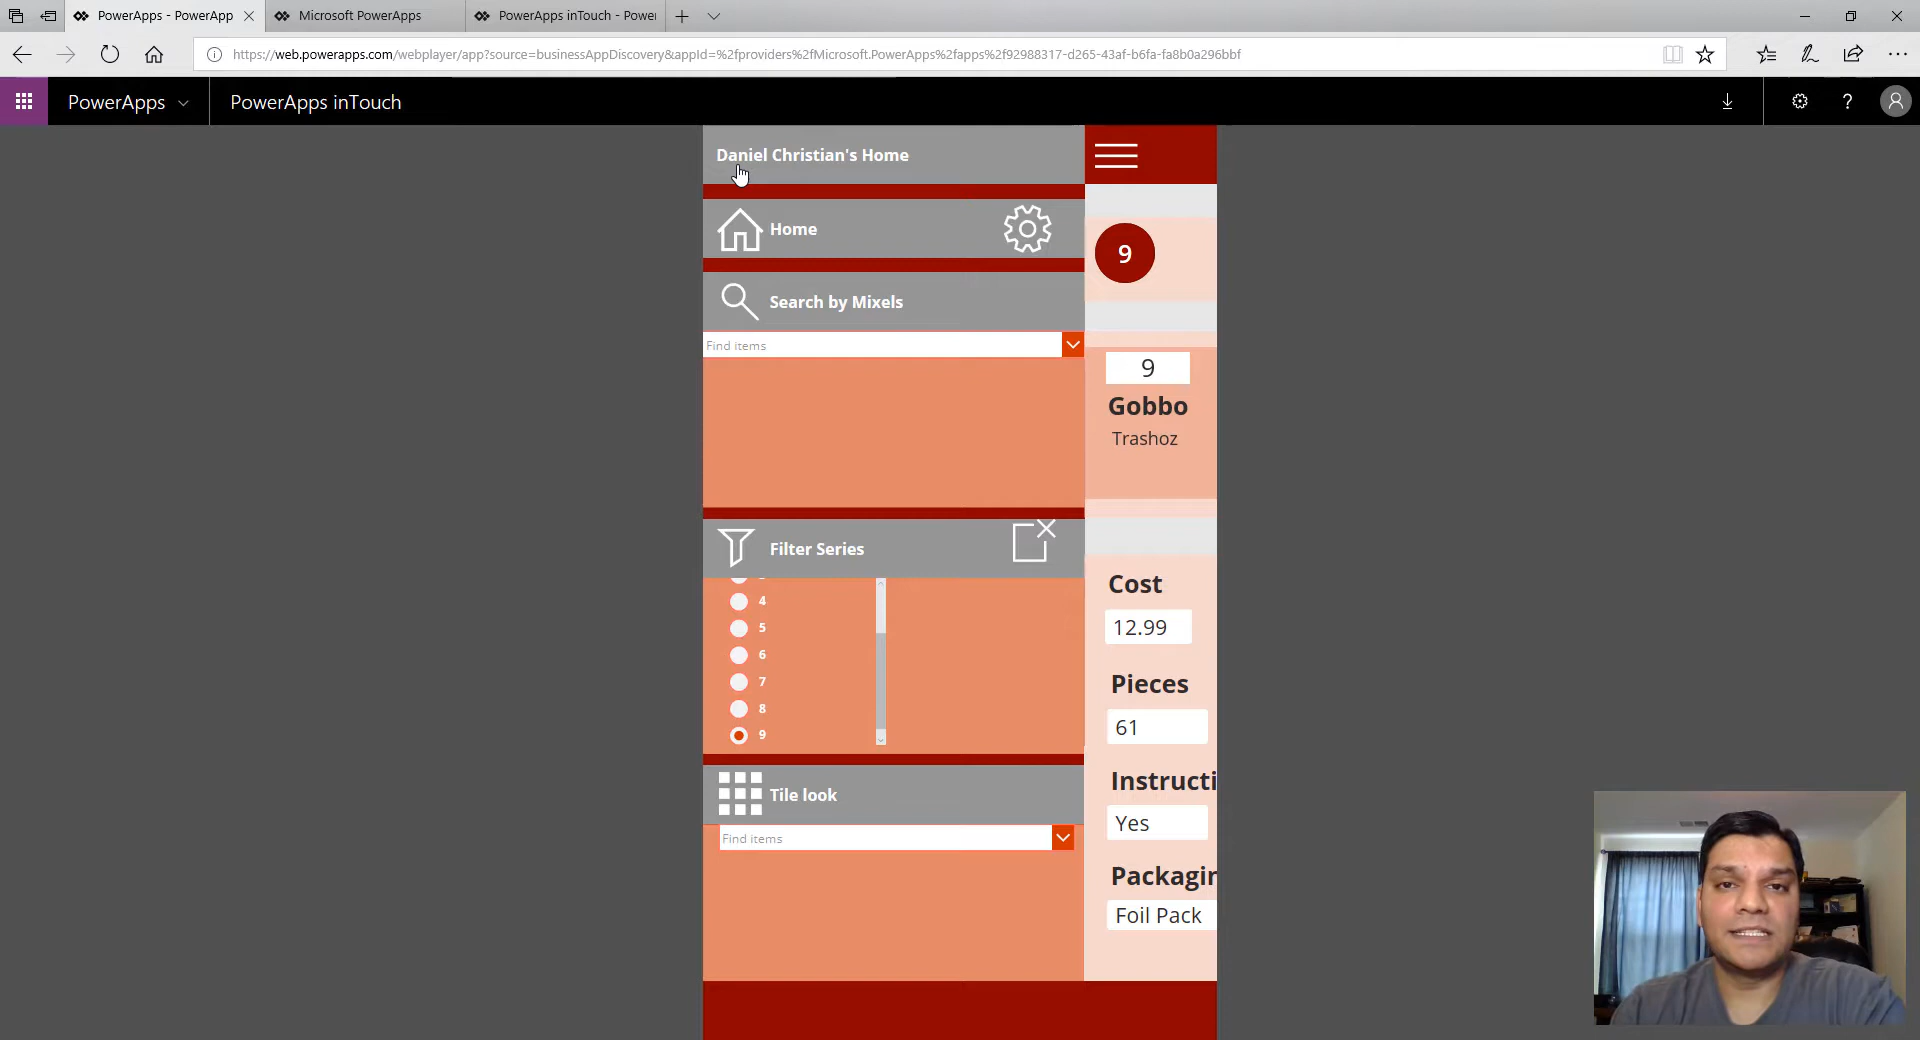 PowerApps - PowerApp
Microsoft PowerApps
PowerApps inTouch - Power
https://web.powerapps.com/webplayer/app?source=businessAppDiscovery&appId=%2fproviders%2fMicrosoft.PowerApps%2fapps%2f92988317-d265-43af-b6fa-fa8b0a296bbf
PowerApps
PowerApps inTouch
?
Daniel Christian's Home
Home
9
Search by Mixels
Find items
9
Gobbo
Trashoz
Filter Series
4
5
6
7
8
9
Cost
12.99
Pieces
61
Instructi
Yes
Packagin
Foil Pack
Tile look
Find items